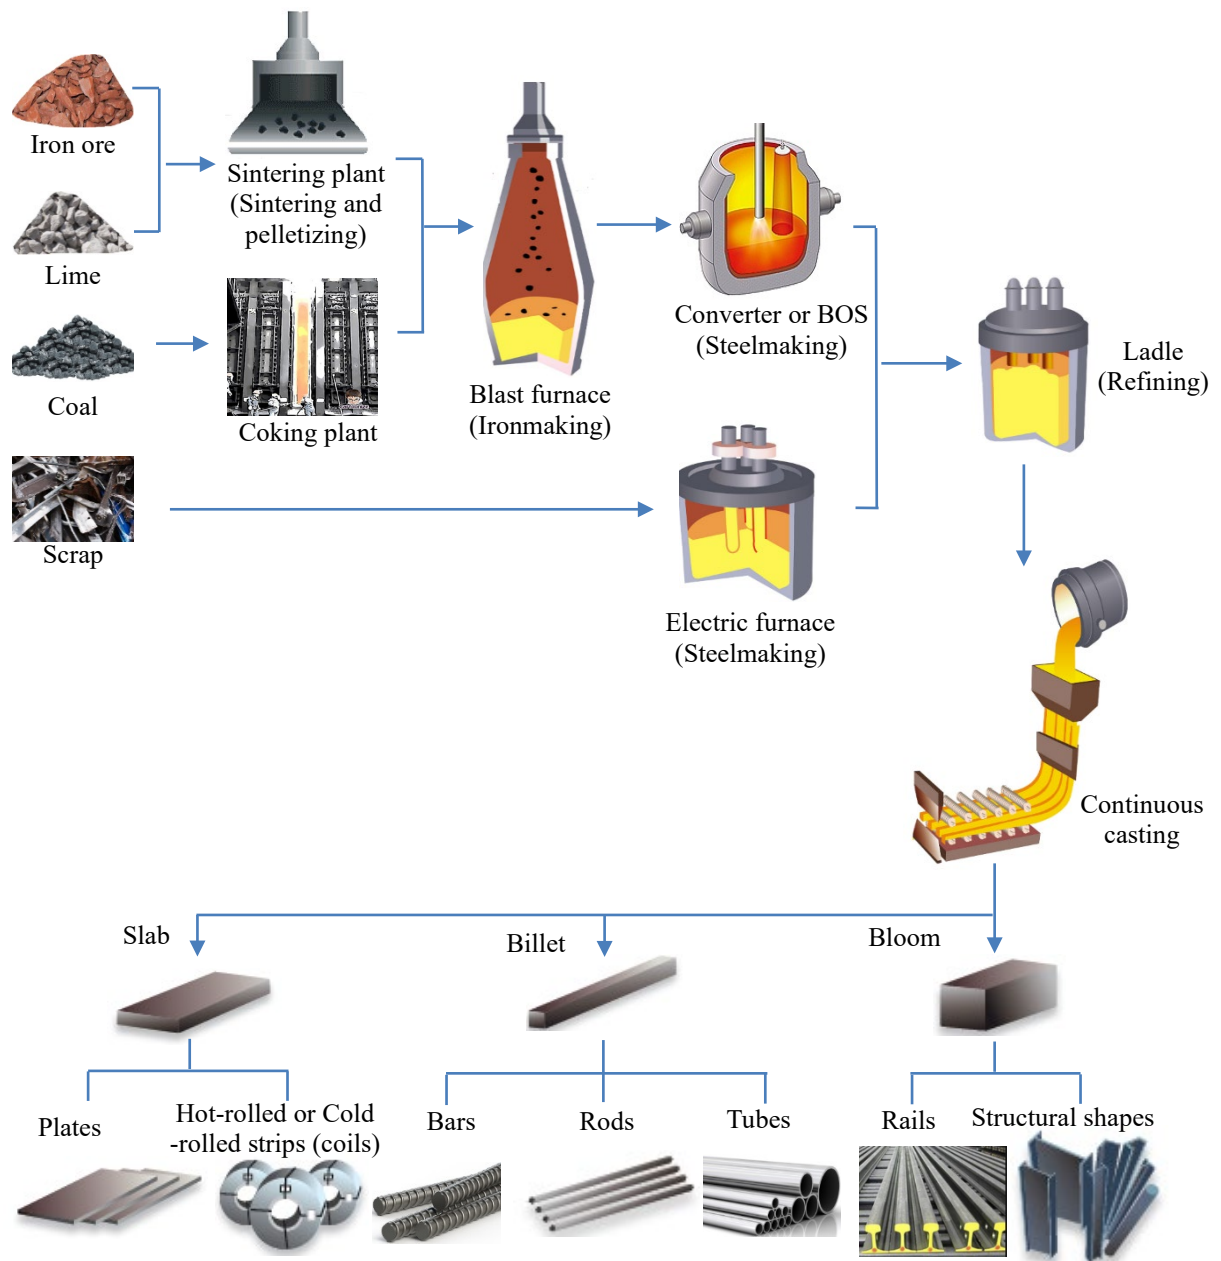 Iron ore
Sintering plant
(Sintering and
pelletizing)
Lime
Coal
Coking plant
Scrap
Blast furnace
(Ironmaking)
Converter or BOS
(Steelmaking)
Electric furnace
(Steelmaking)
Ladle
(Refining)
Continuous
casting
Slab
Billet
Bloom
Plates
Hot-rolled or Cold
-rolled strips (coils)
Bars
Rods
Tubes
Rails
Structural shapes